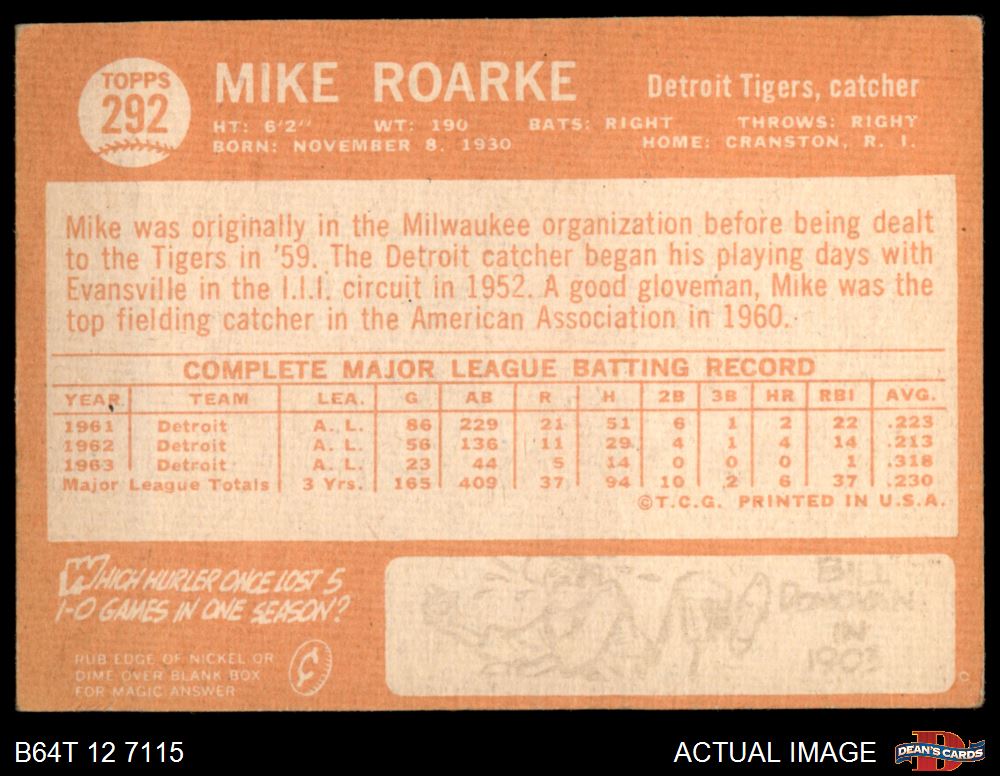 TOPPS
292
MIKE ROARKE
Detroit Tigers, catcher
HT: 6'2" WT: 190 BATS: RIGHT THROWS: RIGHT
BORN: NOVEMBER 8, 1930 HOME: CRANSTON, R. I.
Mike was originally in the Milwaukee organization before being dealt
to the Tigers in '59. The Detroit catcher began his playing days with
Evansville in the I.I.I. circuit in 1952. A good gloveman, Mike was the
top fielding catcher in the American Association in 1960.
COMPLETE MAJOR LEAGUE BATTING RECORD
YEAR TEAM LEA. G AB R H 2B 3B HR RBI AVG.
1961 Detroit A. L. 86 229 21 51 6 1 2 22 .223
1962 Detroit A. L. 56 136 11 29 4 1 4 14 .213
1963 Detroit A. L. 23 44 5 14 0 0 0 1 .318
Major League Totals 3 Yrs. 165 409 37 94 10 2 6 37 .230
©T.C.G. PRINTED IN U.S.A.
WHICH HURLER ONCE LOST 5
1-0 GAMES IN ONE SEASON?
RUB EDGE OF NICKEL OR
DIME OVER BLANK BOX
FOR MAGIC ANSWER
BILL
DONOVAN
IN
1903
B64T 12 7115
ACTUAL IMAGE
D
DEAN'S CARDS